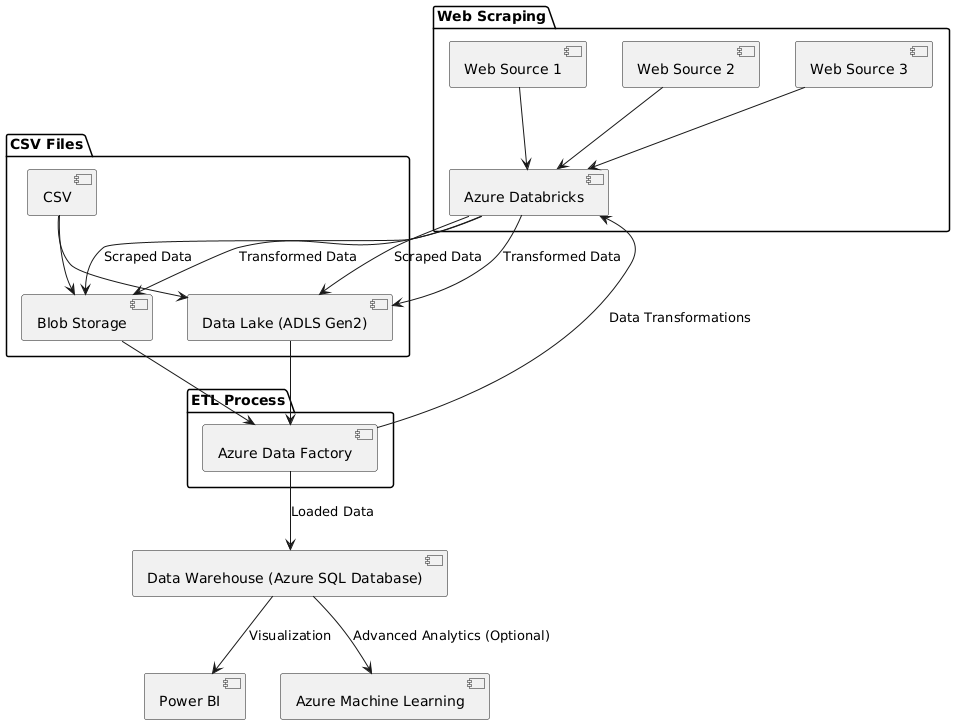 Web Scraping
Web Source 1
Web Source 2
Web Source 3
CSV Files
CSV
Azure Databricks
Scraped Data
Transformed Data
Scraped Data
Transformed Data
Blob Storage
Data Lake (ADLS Gen2)
Data Transformations
ETL Process
Azure Data Factory
Loaded Data
Data Warehouse (Azure SQL Database)
Visualization
Advanced Analytics (Optional)
Power BI
Azure Machine Learning